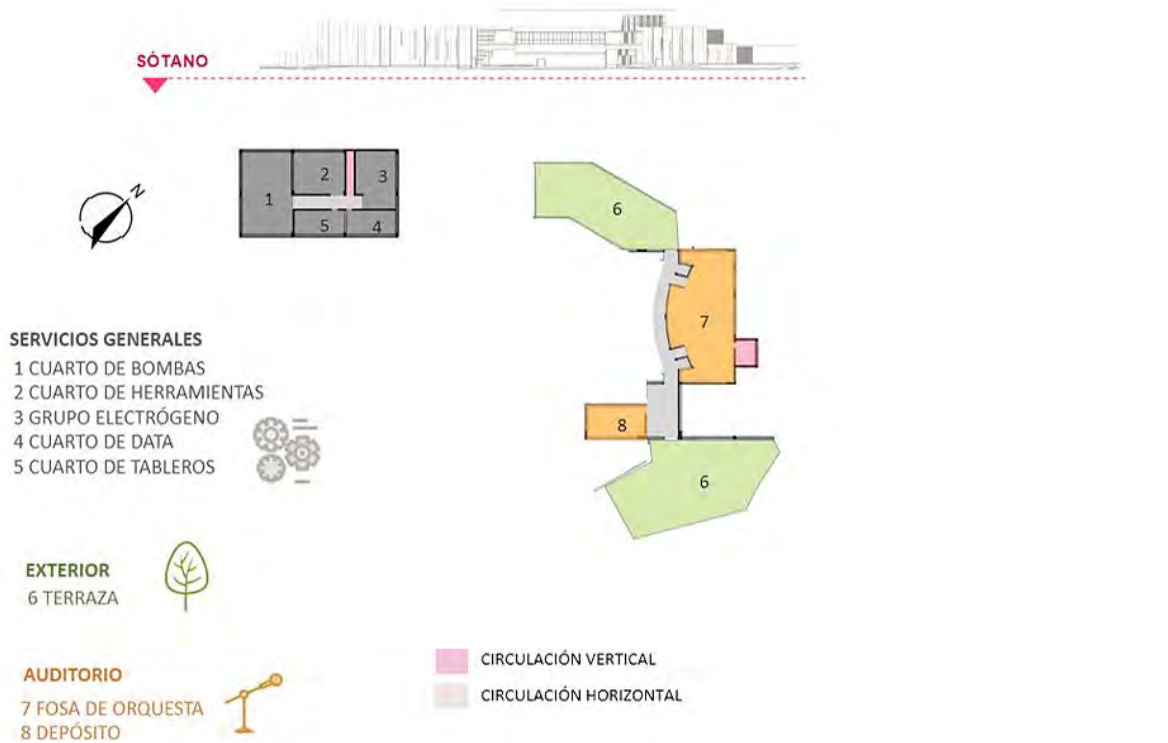 SÓTANO
N
1
2
3
5
4
6
7
8
6
SERVICIOS GENERALES
1 CUARTO DE BOMBAS
2 CUARTO DE HERRAMIENTAS
3 GRUPO ELECTRÓGENO
4 CUARTO DE DATA
5 CUARTO DE TABLEROS
EXTERIOR
6 TERRAZA
AUDITORIO
7 FOSA DE ORQUESTA
8 DEPÓSITO
CIRCULACIÓN VERTICAL
CIRCULACIÓN HORIZONTAL